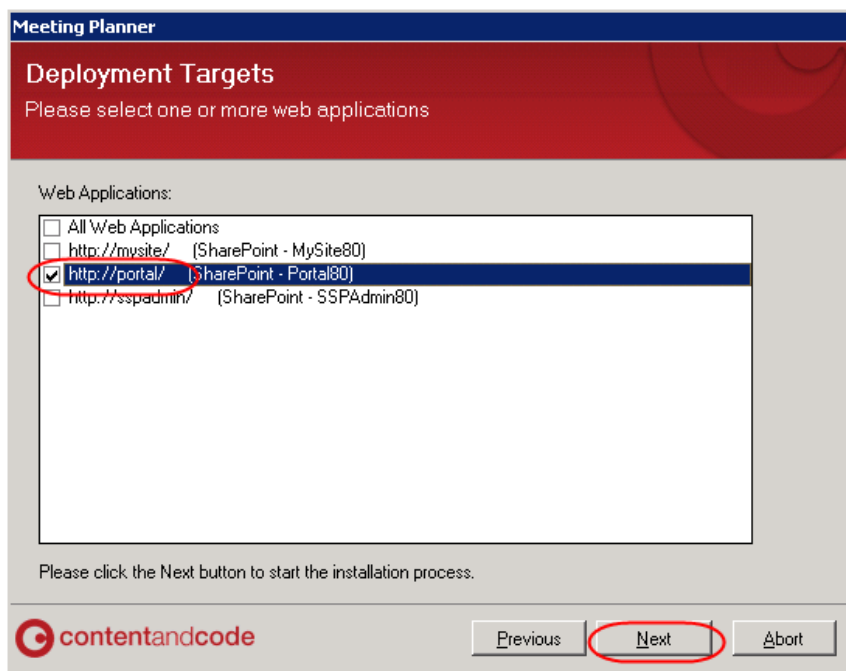 Meeting Planner
Deployment Targets
Please select one or more web applications
Web Applications:
All Web Applications
http://mysite/ (SharePoint - MySite80)
http://portal/ (SharePoint - Portal80)
http://sspadmin/ (SharePoint - SSPAdmin80)
Please click the Next button to start the installation process.
contentandcode Previous Next Abort